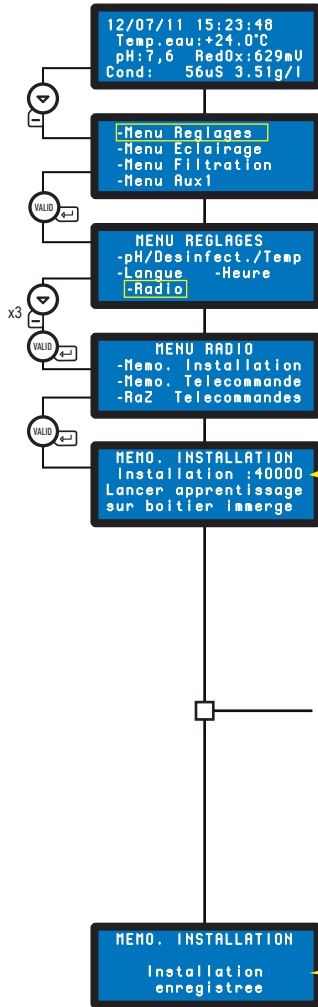 12/07/11 15:23:48
Temp.eau:+24.0°C
pH:7,6 RedOx:629mV
Cond: 56uS 3.51g/l
-Menu Reglages
-Menu Eclairage
-Menu Filtration
-Menu Aux1
VALID
MENU REGLAGES
-pH/Desinfect./Temp
-Langue -Heure
-Radio
x3
VALID
MENU RADIO
-Memo. Installation
-Memo. Telecommande
-RaZ Telecommandes
VALID
MEMO. INSTALLATION
Installation :40000
Lancer apprentissage
sur boitier immerge
MEMO. INSTALLATION
Installation
enregistree